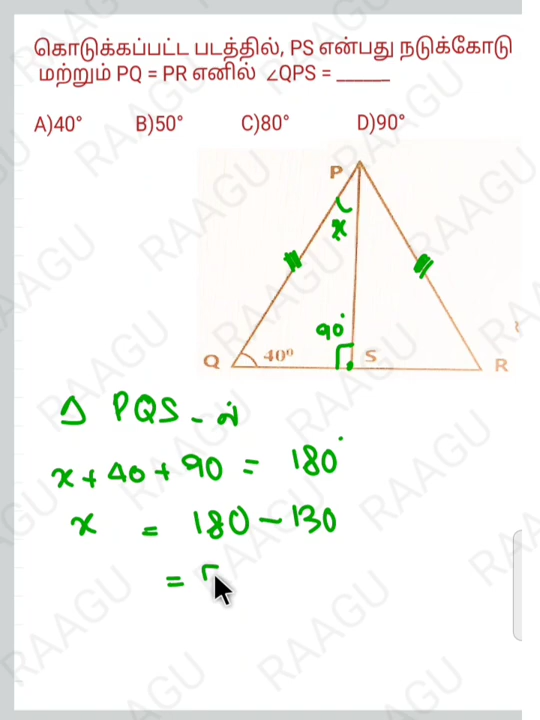 கொடுக்கப்பட்ட படத்தில், PS என்பது நடுக்கோடு
மற்றும் PQ = PR எனில் ∠QPS = ______
A)40° B)50° C)80° D)90°
P
x
90°
Q 40° S R
Δ PQS - ல்
x + 40 + 90 = 180°
x = 180 - 130
=
RAAGU